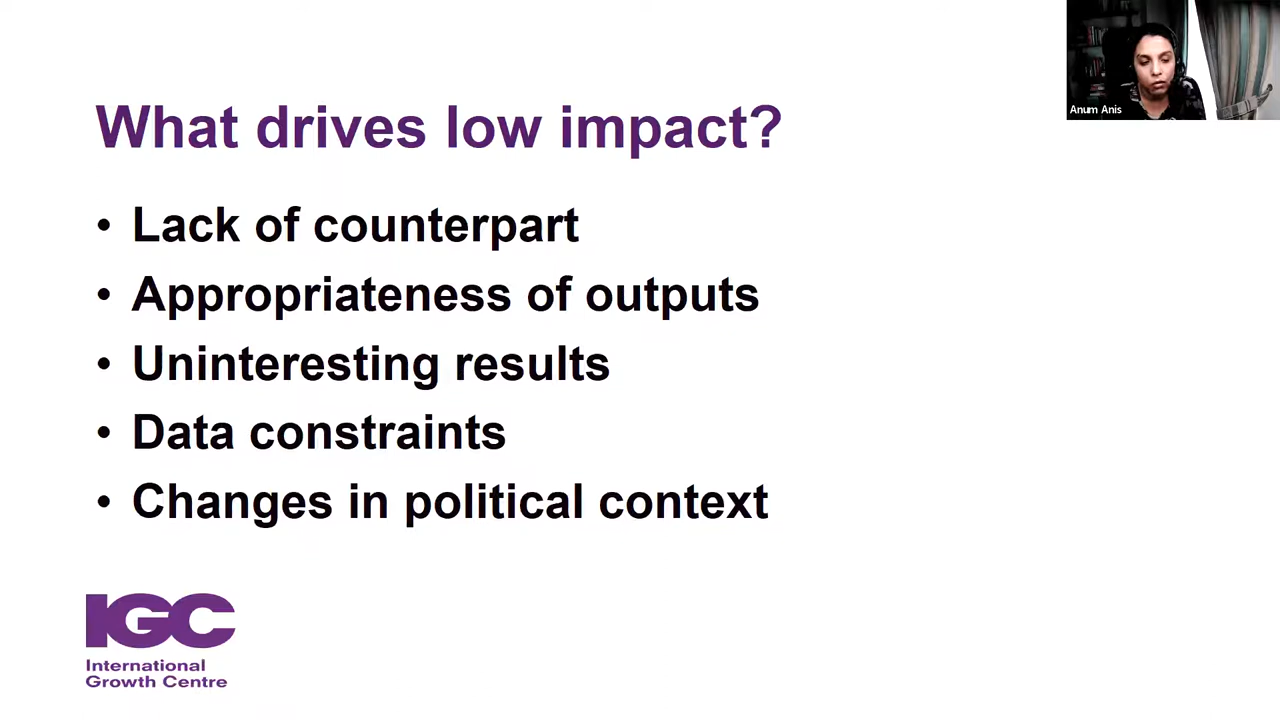 Anum Anis
What drives low impact?
• Lack of counterpart
• Appropriateness of outputs
• Uninteresting results
• Data constraints
• Changes in political context
IGC
International
Growth Centre